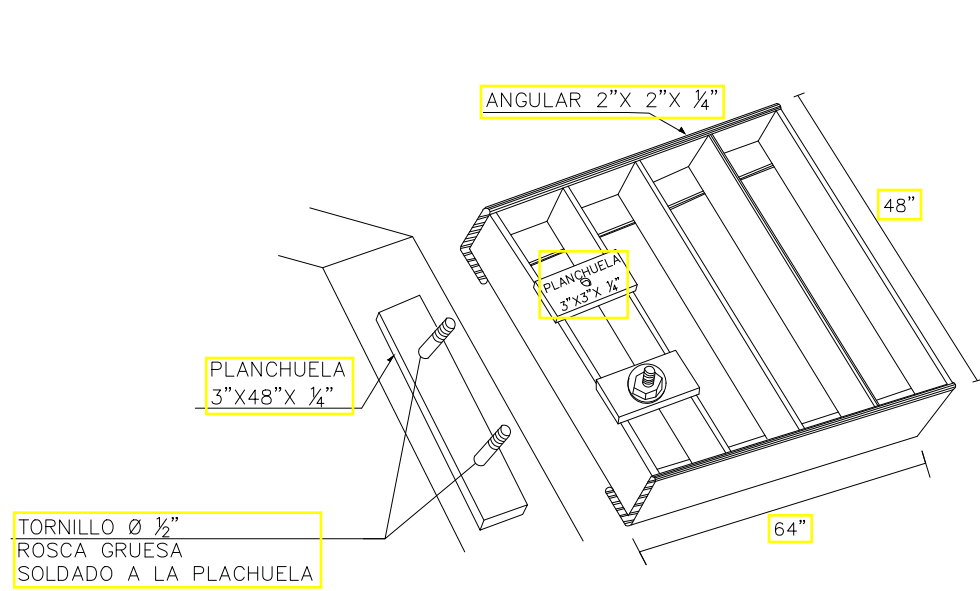 ANGULAR 2”X 2”X ¼”
48”
PLANCHUELA
3”X3”X ¼”
PLANCHUELA
3”X48”X ¼”
TORNILLO Ø ½”
ROSCA GRUESA
SOLDADO A LA PLACHUELA
64”